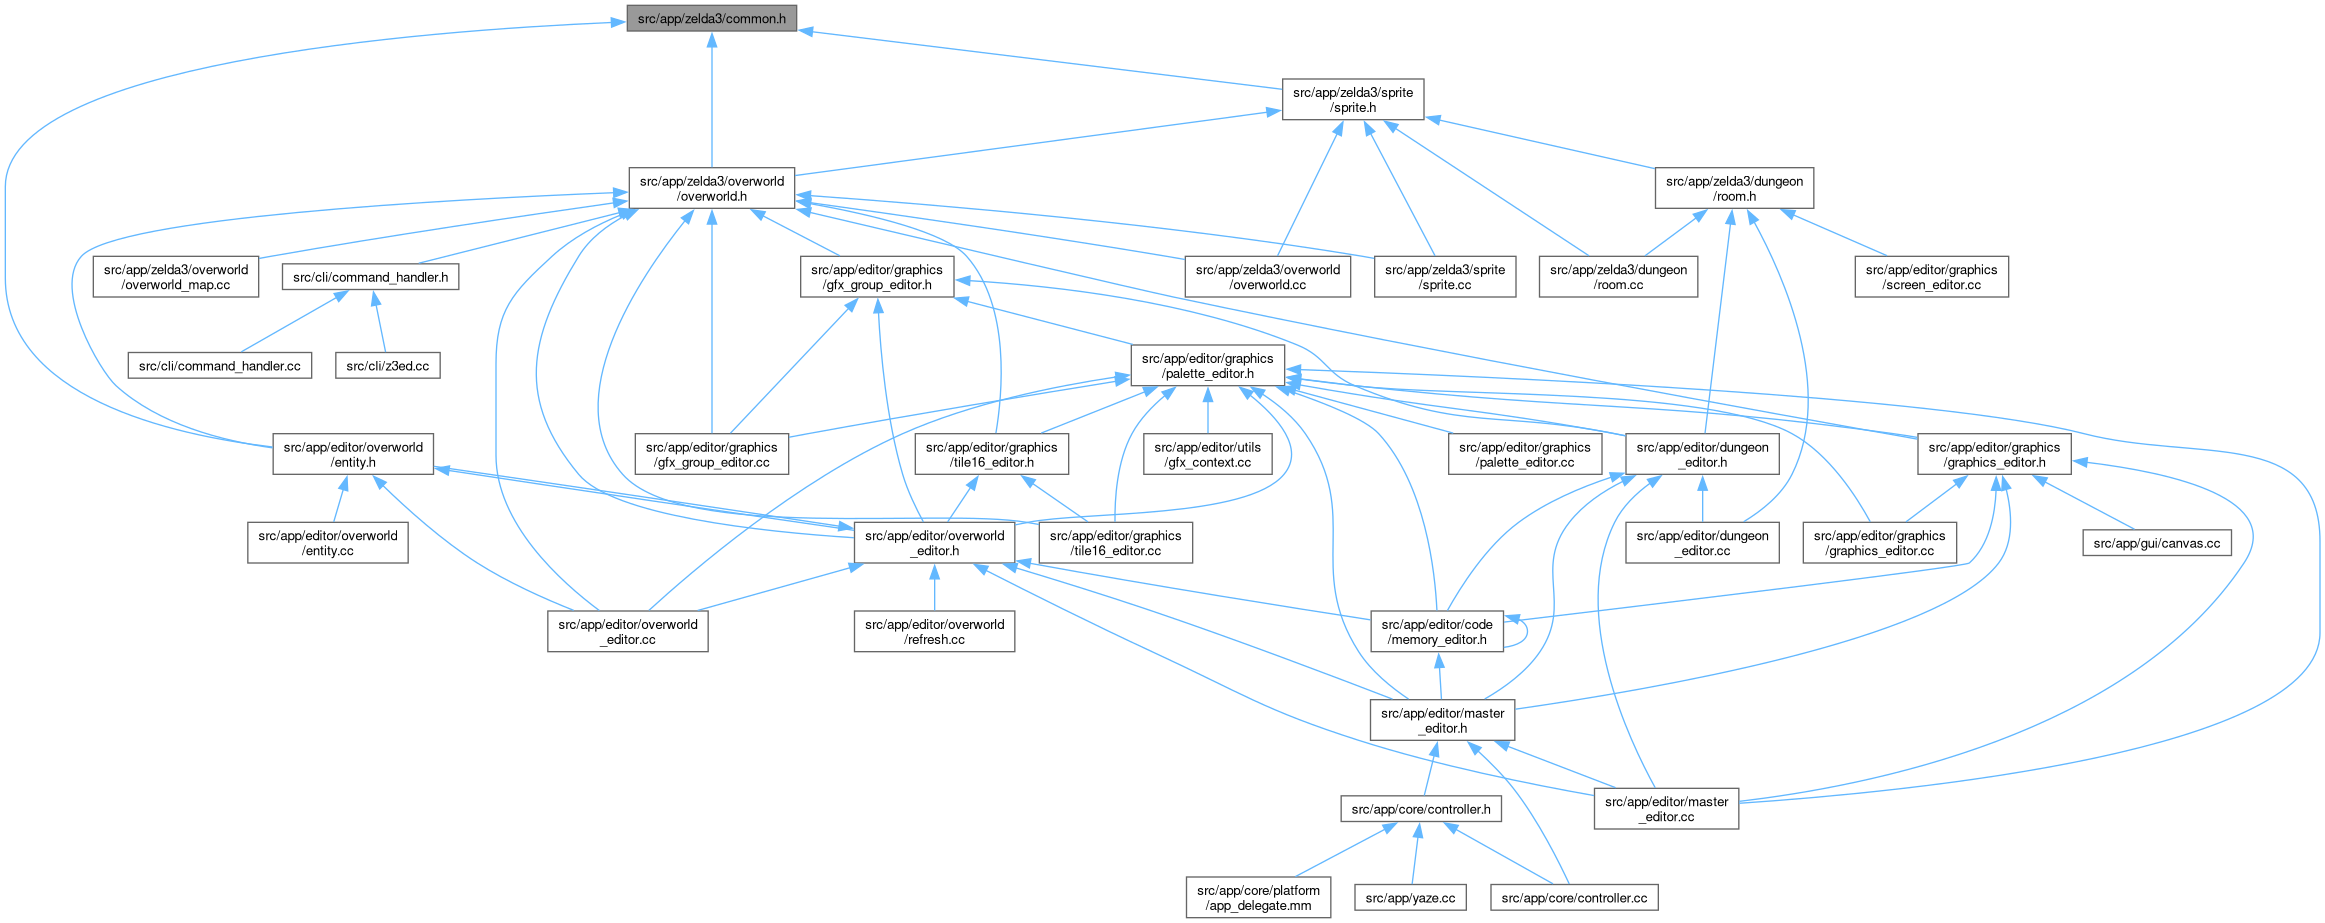 src/app/zelda3/common.h
src/app/zelda3/sprite
/sprite.h
src/app/zelda3/overworld
/overworld.h
src/app/zelda3/dungeon
/room.h
src/app/zelda3/overworld
/overworld_map.cc
src/cli/command_handler.h
src/app/editor/graphics
/gfx_group_editor.h
src/app/zelda3/overworld
/overworld.cc
src/app/zelda3/sprite
/sprite.cc
src/app/zelda3/dungeon
/room.cc
src/app/editor/graphics
/screen_editor.cc
src/cli/command_handler.cc
src/cli/z3ed.cc
src/app/editor/graphics
/palette_editor.h
src/app/editor/overworld
/entity.h
src/app/editor/graphics
/gfx_group_editor.cc
src/app/editor/graphics
/tile16_editor.h
src/app/editor/utils
/gfx_context.cc
src/app/editor/graphics
/palette_editor.cc
src/app/editor/dungeon
_editor.h
src/app/editor/graphics
/graphics_editor.h
src/app/editor/overworld
/entity.cc
src/app/editor/overworld
_editor.h
src/app/editor/graphics
/tile16_editor.cc
src/app/editor/dungeon
_editor.cc
src/app/editor/graphics
/graphics_editor.cc
src/app/gui/canvas.cc
src/app/editor/overworld
_editor.cc
src/app/editor/overworld
/refresh.cc
src/app/editor/code
/memory_editor.h
src/app/editor/master
_editor.h
src/app/core/controller.h
src/app/editor/master
_editor.cc
src/app/core/platform
/app_delegate.mm
src/app/yaze.cc
src/app/core/controller.cc